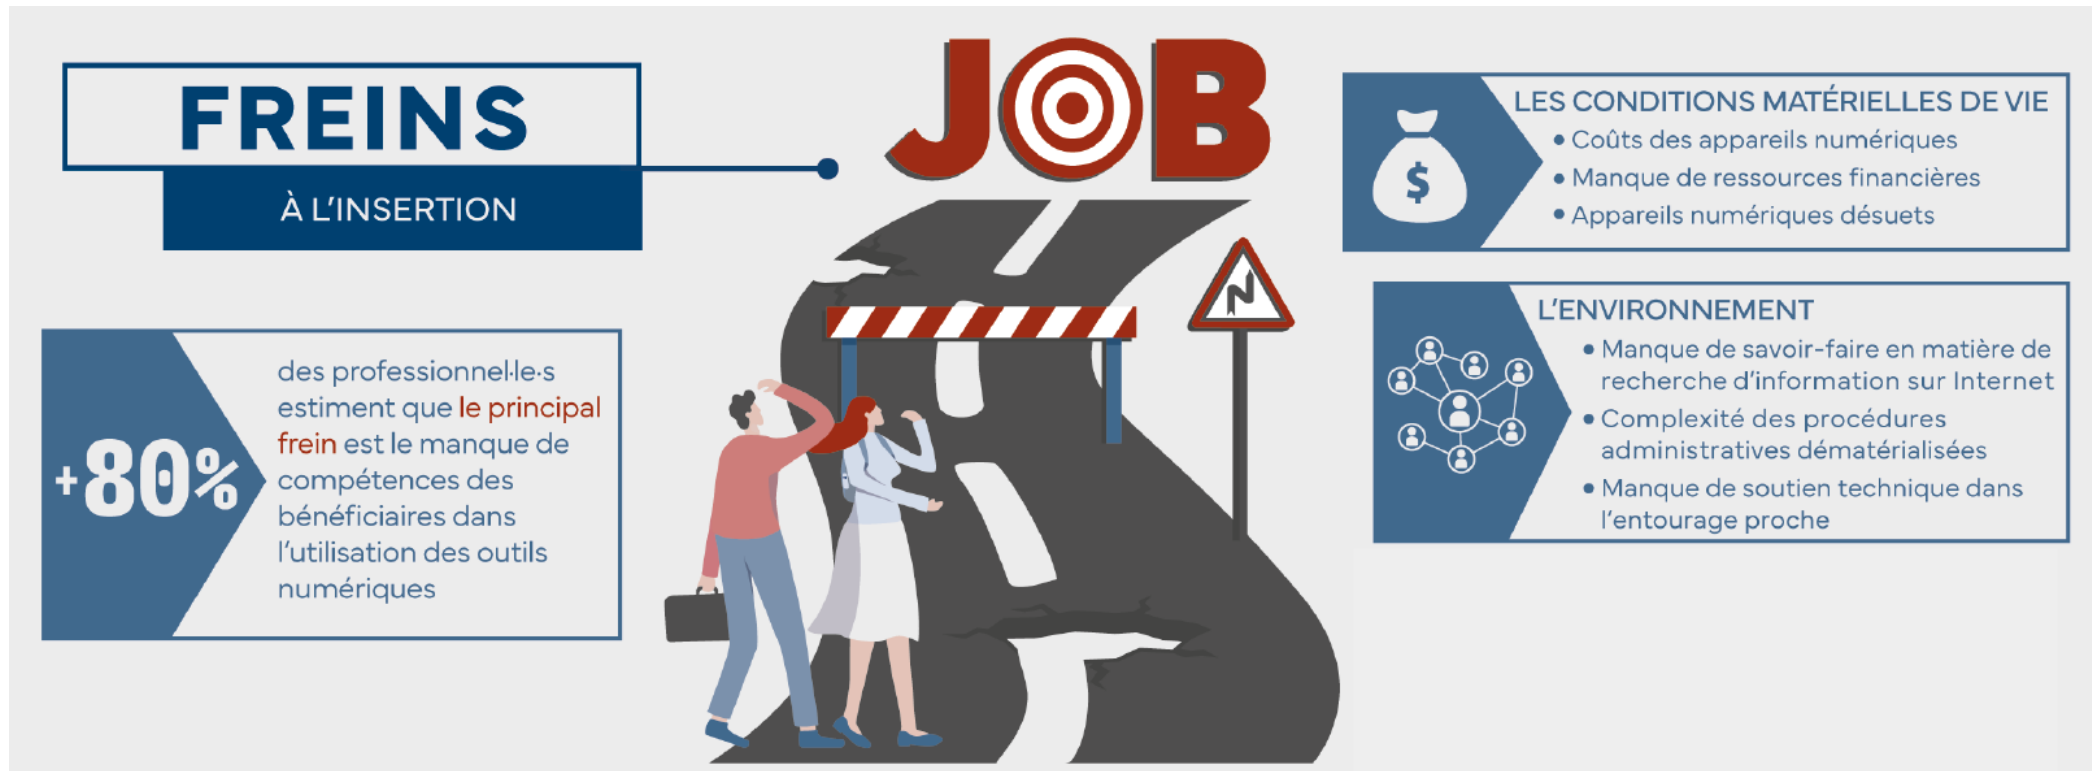 FREINS
À L'INSERTION
JOB
+80%
des professionnel·le·s
estiment que le principal
frein est le manque de
compétences des
bénéficiaires dans
l'utilisation des outils
numériques
$
LES CONDITIONS MATÉRIELLES DE VIE
• Coûts des appareils numériques
• Manque de ressources financières
• Appareils numériques désuets
L'ENVIRONNEMENT
• Manque de savoir-faire en matière de
recherche d'information sur Internet
• Complexité des procédures
administratives dématérialisées
• Manque de soutien technique dans
l'entourage proche